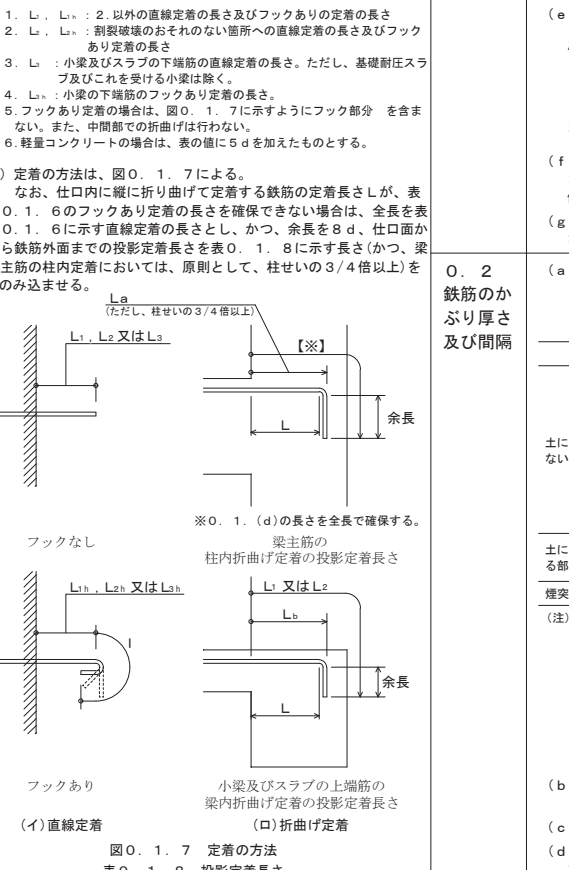 1. L₁, L₁ₕ : 2. 以外の直線定着の長さ及びフックありの定着の長さ
2. L₂, L₂ₕ : 割裂破壊のおそれのない箇所への直線定着の長さ及びフック
あり定着の長さ
3. L₃ : 小梁及びスラブの下端筋の直線定着の長さ。ただし、基礎耐圧スラ
ブ及びこれを受ける小梁は除く。
4. L₃ₕ : 小梁の下端筋のフックあり定着の長さ。
5. フックあり定着の場合は、図0.1.7に示すようにフック部分 を含ま
ない。また、中間部での折曲げは行わない。
6. 軽量コンクリートの場合は、表の値に5dを加えたものとする。
) 定着の方法は、図0.1.7による。
なお、仕口内に縦に折り曲げて定着する鉄筋の定着長さLが、表
0.1.6のフックあり定着の長さを確保できない場合は、全長を表
0.1.6に示す直線定着の長さとし、かつ、余長を8d、仕口面か
ら鉄筋外面までの投影定着長さを表0.1.8に示す長さ(かつ、梁
主筋の柱内定着においては、原則として、柱せいの3/4倍以上)を
のみ込ませる。
La
(ただし、柱せいの3/4倍以上)
L₁, L₂ 又は L₃
【※】
L
余長
※0.1.(d)の長さを全長で確保する。
フックなし
梁主筋の
柱内折曲げ定着の投影定着長さ
L₁ₕ, L₂ₕ 又は L₃ₕ
L₁ 又は L₂
L_b
L
余長
フックあり
小梁及びスラブの上端筋の
梁内折曲げ定着の投影定着長さ
(イ)直線定着
(ロ)折曲げ定着
図0.1.7 定着の方法
表0.1.8 投影定着長さ
0.2
鉄筋のか
ぶり厚さ
及び間隔
(e
(f
(g
(a
土に
ない
土に
る部
煙突
(注)
(b
(c
(d